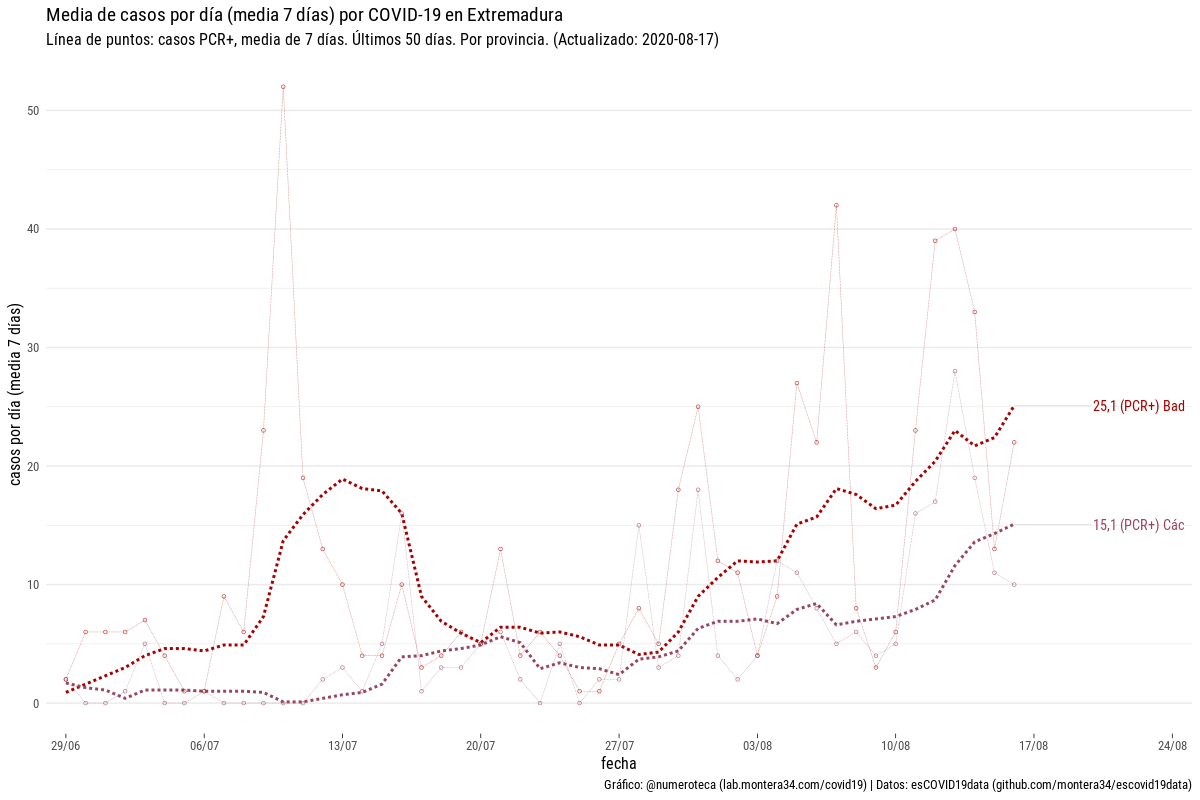 Media de casos por día (media 7 días) por COVID-19 en Extremadura
Línea de puntos: casos PCR+, media de 7 días. Últimos 50 días. Por provincia. (Actualizado: 2020-08-17)
casos por día (media 7 días)
50
40
30
20
10
0
25,1 (PCR+) Bad
15,1 (PCR+) Các
29/06 06/07 13/07 20/07 27/07 03/08 10/08 17/08 24/08
fecha
Gráfico: @numeroteca (lab.montera34.com/covid19) | Datos: esCOVID19data (github.com/montera34/escovid19data)